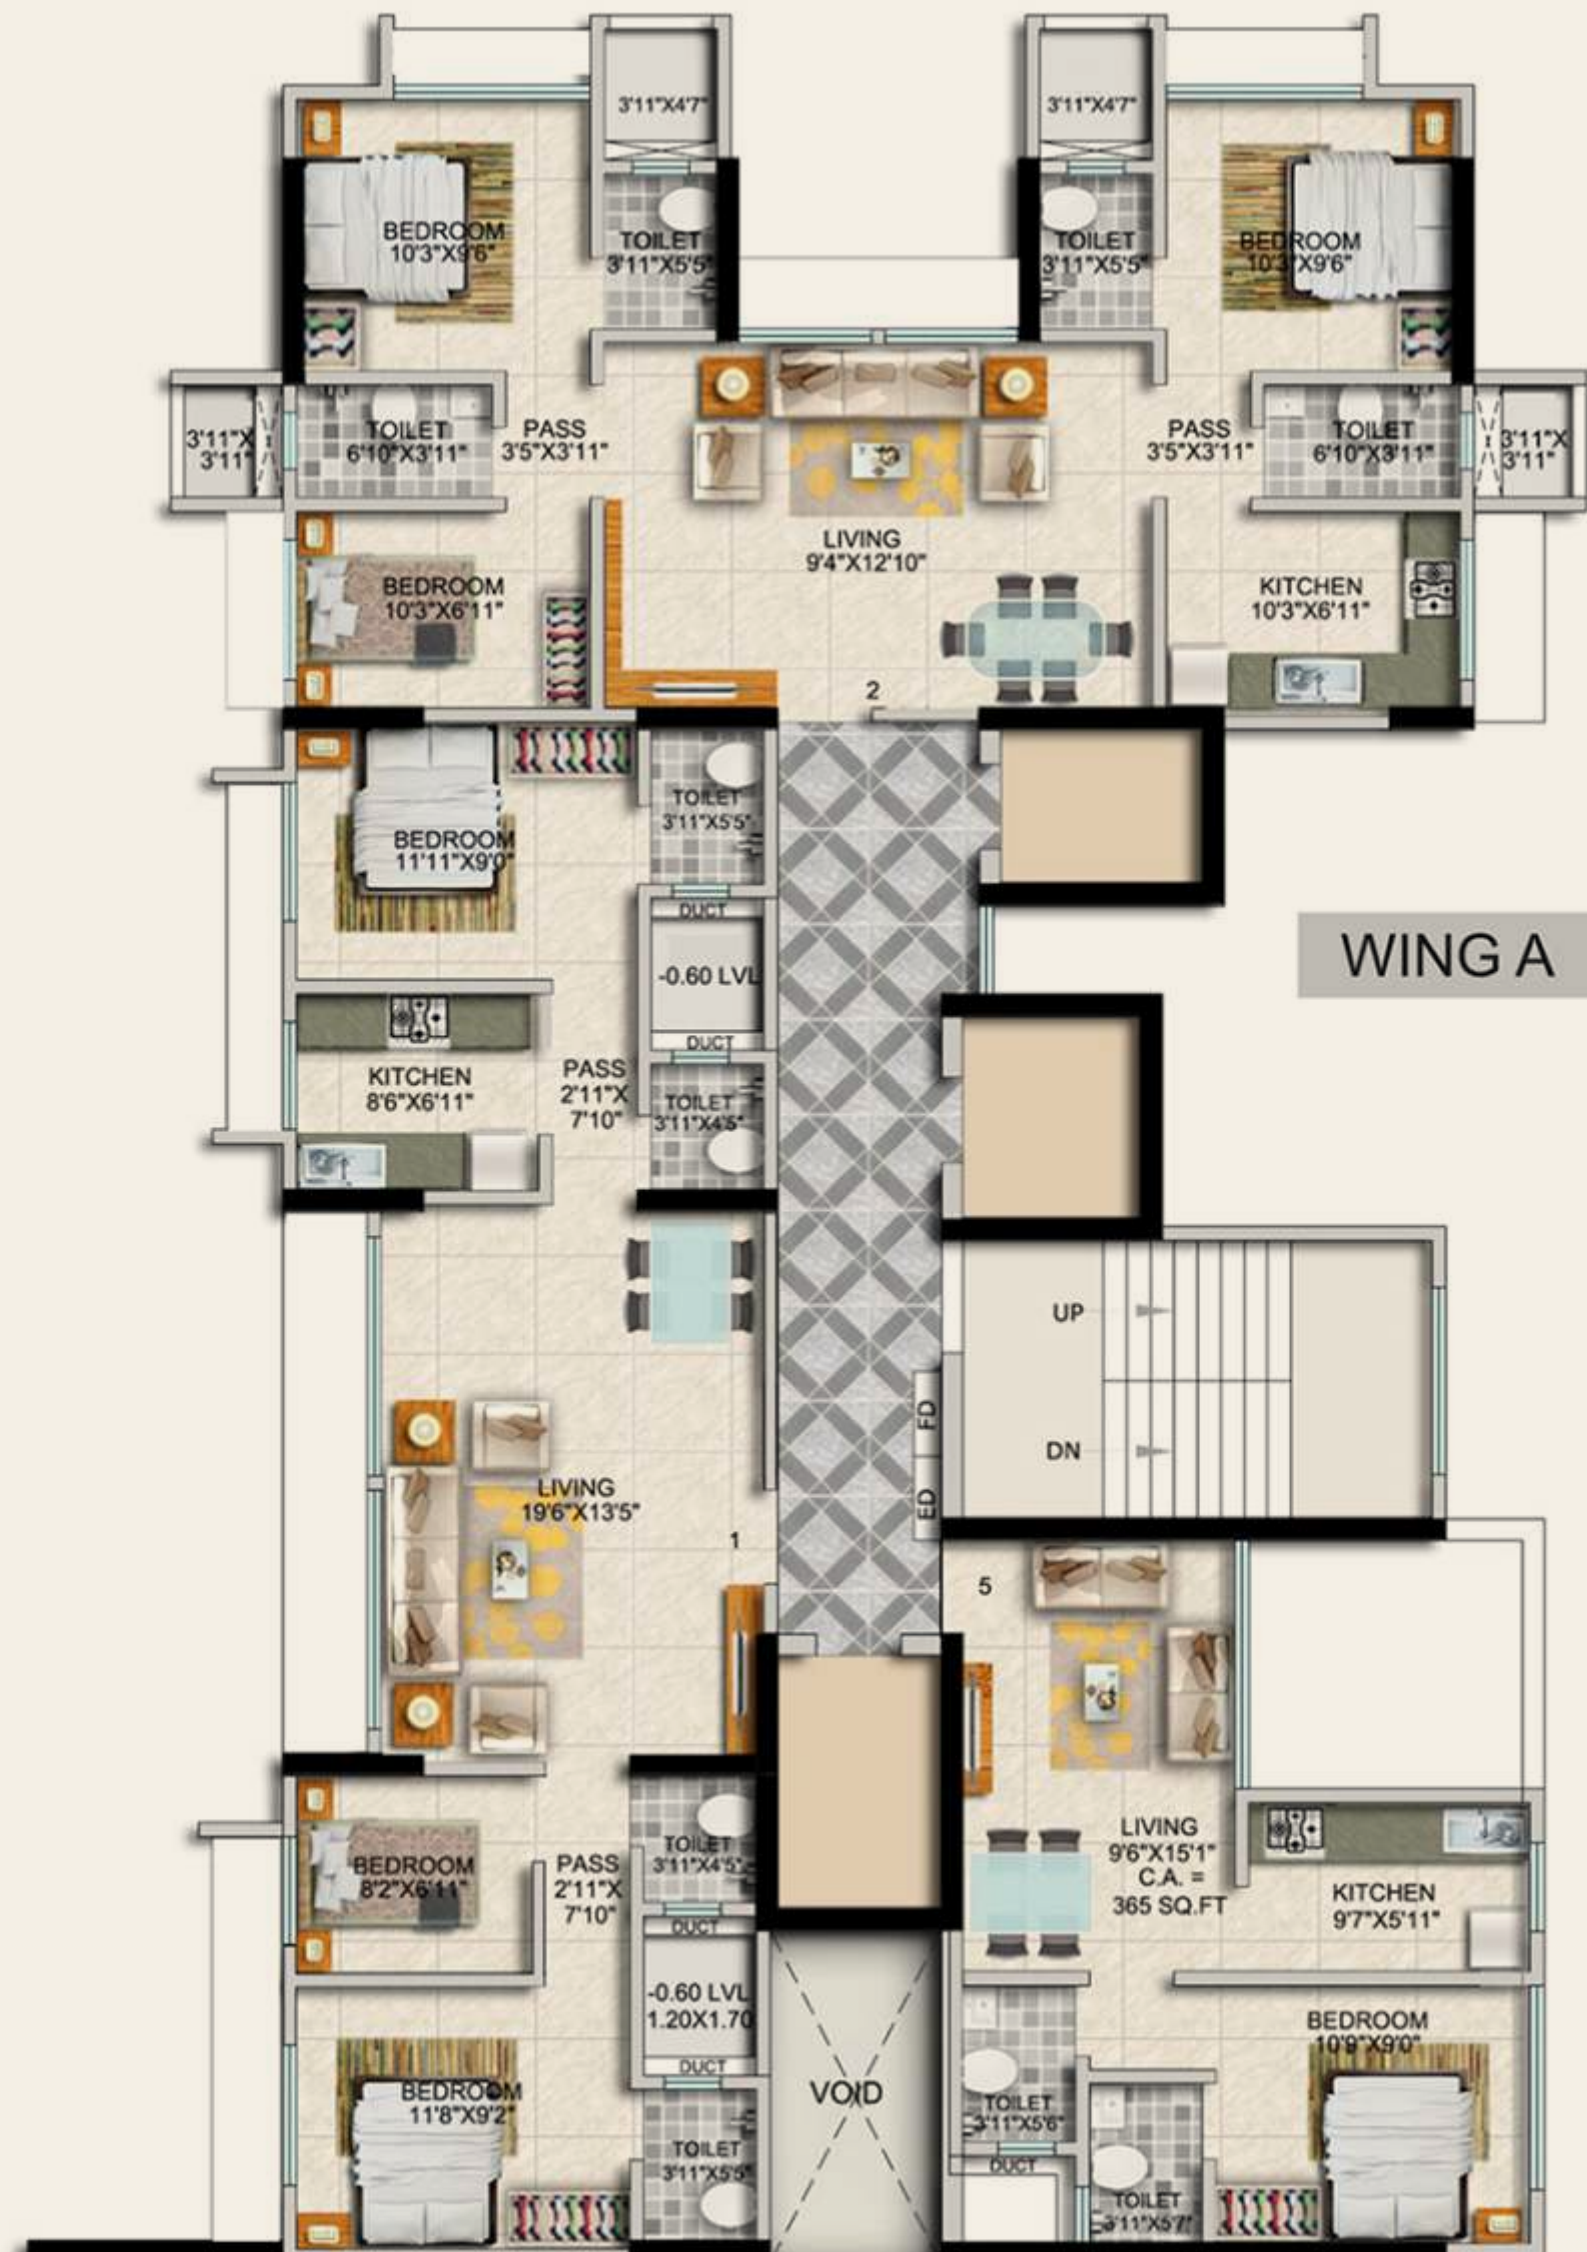 3'11"X4'7"
3'11"X4'7"
BEDROOM
10'3"X9'6"
TOILET
3'11"X5'5"
TOILET
3'11"X5'5"
BEDROOM
10'3"X9'6"
3'11"X
3'11"
TOILET
6'10"X3'11"
PASS
3'5"X3'11"
PASS
3'5"X3'11"
TOILET
6'10"X3'11"
3'11"X
3'11"
LIVING
9'4"X12'10"
BEDROOM
10'3"X6'11"
KITCHEN
10'3"X6'11"
2
TOILET
3'11"X5'5"
BEDROOM
11'11"X9'0"
DUCT
WING A
-0.60 LVL
DUCT
KITCHEN
8'6"X6'11"
PASS
2'11"X
7'10"
TOILET
3'11"X4'5"
UP
FD
DN
LIVING
19'6"X13'5"
ED
1
5
LIVING
9'6"X15'1"
C.A. =
365 SQ.FT
TOILET
3'11"X4'5"
BEDROOM
8'2"X6'11"
PASS
2'11"X
7'10"
KITCHEN
9'7"X5'11"
DUCT
-0.60 LVL
1.20X1.70
BEDROOM
10'9"X9'0"
DUCT
VOID
BEDROOM
11'8"X9'2"
TOILET
3'11"X5'6"
TOILET
3'11"X5'5"
DUCT
TOILET
3'11"X5'7"